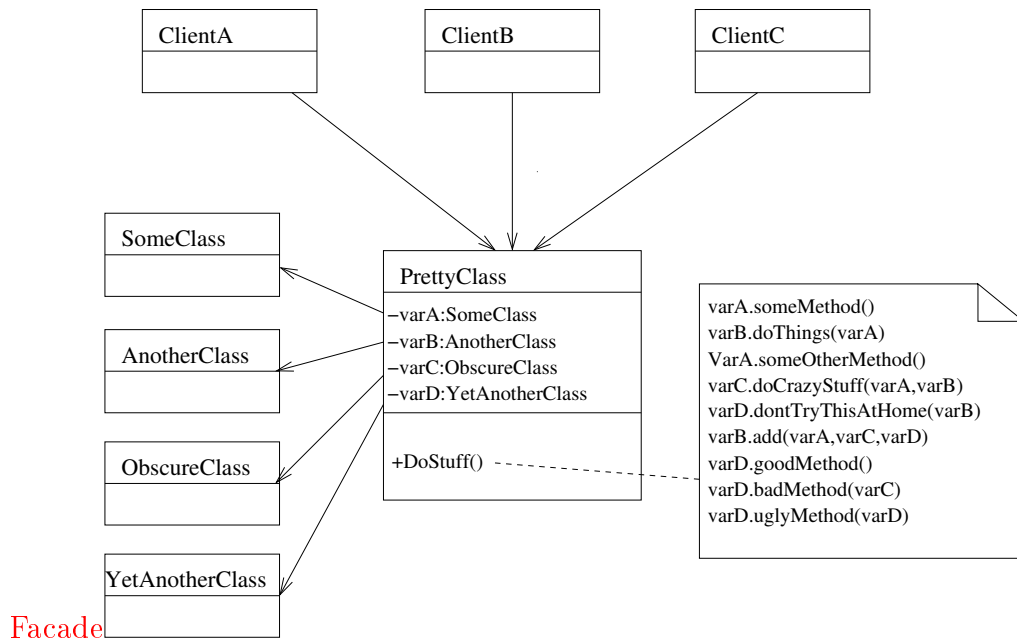 ClientA
ClientB
ClientC
SomeClass
AnotherClass
ObscureClass
YetAnotherClass
PrettyClass
−varA:SomeClass
−varB:AnotherClass
−varC:ObscureClass
−varD:YetAnotherClass
+DoStuff()
varA.someMethod()
varB.doThings(varA)
VarA.someOtherMethod()
varC.doCrazyStuff(varA,varB)
varD.dontTryThisAtHome(varB)
varB.add(varA,varC,varD)
varD.goodMethod()
varD.badMethod(varC)
varD.uglyMethod(varD)
Facade